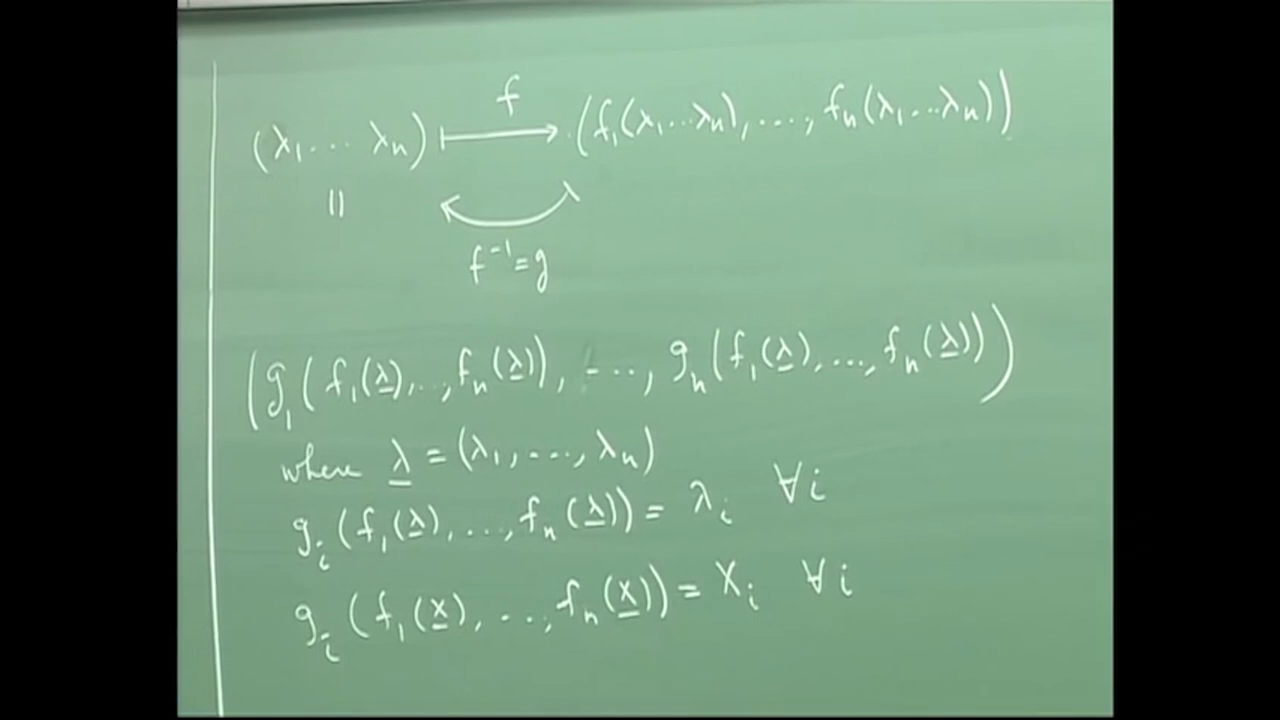 f
(λ₁... λₙ) ⟼ (f₁(λ₁...λₙ), ...., fₙ(λ₁...λₙ))
||
f⁻¹=g
(g₁(f₁(λ̲),..,fₙ(λ̲)), ...., gₙ(f₁(λ̲),...,fₙ(λ̲)))
where λ̲ = (λ₁,...,λₙ)
gᵢ(f₁(λ̲),...,fₙ(λ̲)) = λᵢ ∀i
gᵢ(f₁(X̲),...,fₙ(X̲)) = Xᵢ ∀i